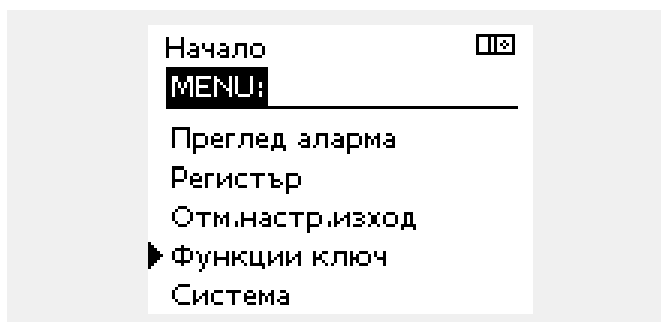 Начало
MENU:
Преглед аларма
Регистър
Отм.настр.изход
Функции ключ
Система